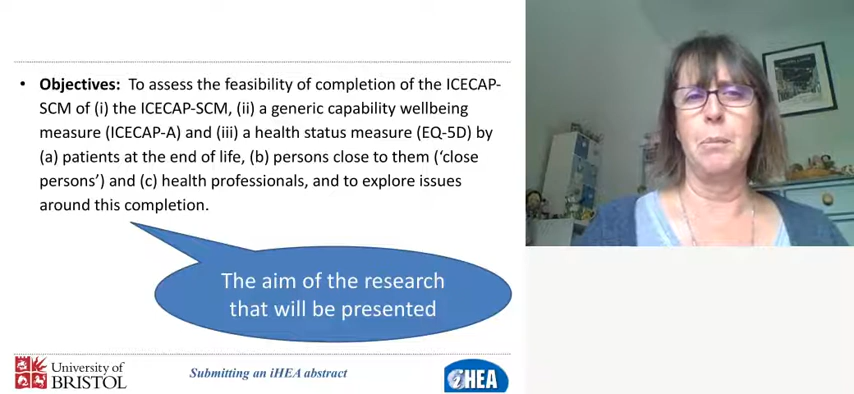 • Objectives: To assess the feasibility of completion of the ICECAP-
SCM of (i) the ICECAP-SCM, (ii) a generic capability wellbeing
measure (ICECAP-A) and (iii) a health status measure (EQ-5D) by
(a) patients at the end of life, (b) persons close to them (‘close
persons’) and (c) health professionals, and to explore issues
around this completion.
The aim of the research
that will be presented
University of
BRISTOL
Submitting an iHEA abstract
iHEA